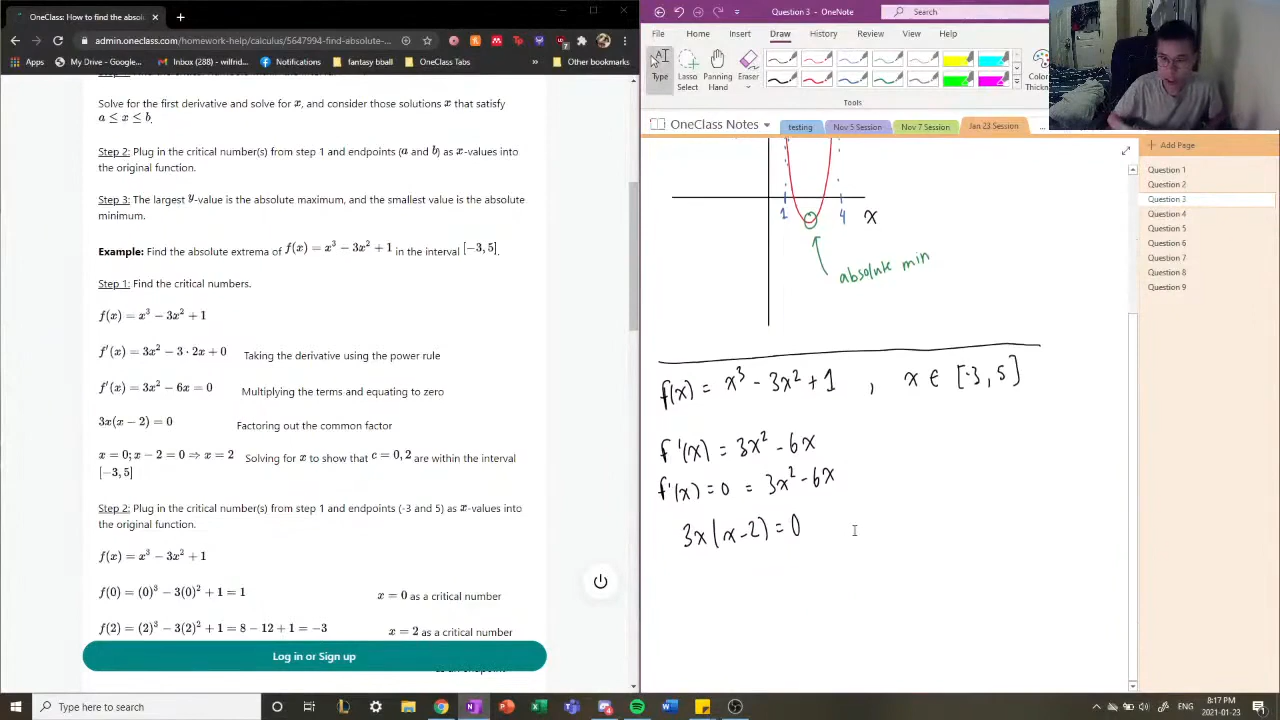 OneClass: How to find the absol
Question 3 - OneNote
Search
adminoneclass.com/homework-help/calculus/5647994-find-absolute-...
File Home Insert Draw History Review View Help
Apps
My Drive - Google...
Inbox (28) - wilfrid...
Facebook
fantasy bball
OneClass Tabs
Other bookmarks
Type
Lasso Select
Panning Hand
Eraser
Tools
OneClass Notes
testing
Nov 5 Session
Nov 7 Session
Jan 23 Session
...
Add Page
Question 1
Question 2
Question 3
Question 4
Question 5
Question 6
Question 7
Question 8
Question 9
Solve for the first derivative and solve for x, and consider those solutions x that satisfy
a ≤ x ≤ b.
Step 2: Plug in the critical number(s) from step 1 and endpoints (a and b) as x-values into
the original function.
Step 3: The largest y-value is the absolute maximum, and the smallest value is the absolute
minimum.
Example: Find the absolute extrema of f(x) = x³ − 3x² + 1 in the interval [−3, 5].
Step 1: Find the critical numbers.
f(x) = x³ − 3x² + 1
f′(x) = 3x² − 3 · 2x + 0 Taking the derivative using the power rule
f′(x) = 3x² − 6x = 0 Multiplying the terms and equating to zero
3x(x − 2) = 0 Factoring out the common factor
x = 0; x − 2 = 0 ⇒ x = 2 Solving for x to show that c = 0, 2 are within the interval
[−3, 5]
Step 2: Plug in the critical number(s) from step 1 and endpoints (-3 and 5) as x-values into
the original function.
f(x) = x³ − 3x² + 1
f(0) = (0)³ − 3(0)² + 1 = 1 x = 0 as a critical number
f(2) = (2)³ − 3(2)² + 1 = 8 − 12 + 1 = −3 x = 2 as a critical number
Log in or Sign up
1 4 x
absolute min
f(x) = x³ - 3x² + 1 , x ∈ [-3, 5]
f'(x) = 3x² - 6x
f'(x) = 0 = 3x² - 6x
3x(x-2) = 0
Type here to search
8:17 PM
2021-01-23